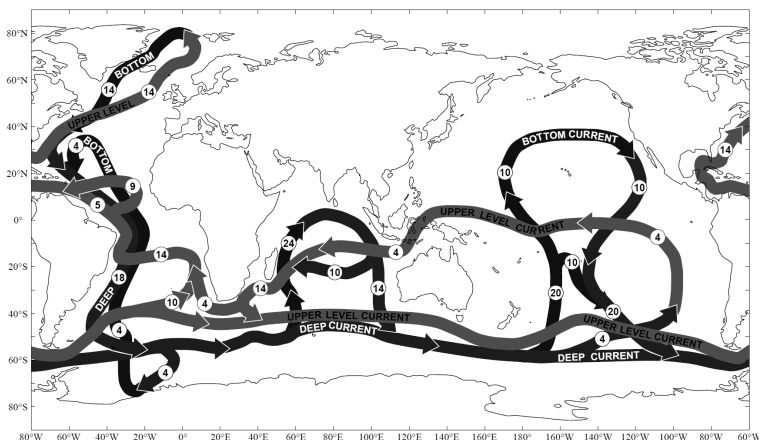 80°N
60°N
40°N
20°N
0°
20°S
40°S
60°S
80°S
BOTTOM
14
14
UPPER LEVEL
4
BOTTOM
9
5
14
18
DEEP
10
4
4
4
24
14
10
14
4
UPPER LEVEL CURRENT
UPPER LEVEL CURRENT
DEEP CURRENT
BOTTOM CURRENT
10
10
14
4
10
20
20
UPPER LEVEL CURRENT
4
DEEP CURRENT
80°W 60°W 40°W 20°W 0° 20°E 40°E 60°E 80°E 100°E 120°E 140°E 160°E 180°W 160°W 140°W 120°W 100°W 80°W 60°W